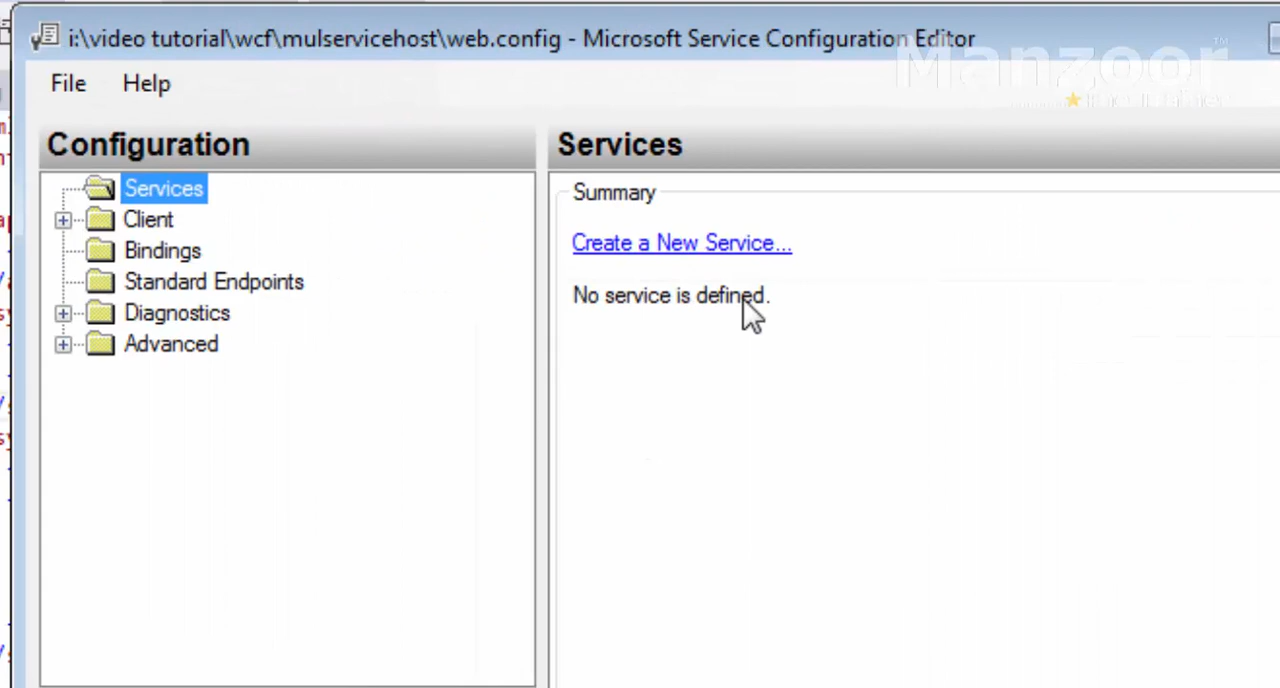 i:\video tutorial\wcf\mulservicehost\web.config - Microsoft Service Configuration Editor
Manzoor™
File Help
Configuration
Services
Services
Client
Bindings
Standard Endpoints
Diagnostics
Advanced
Summary
Create a New Service...
No service is defined.